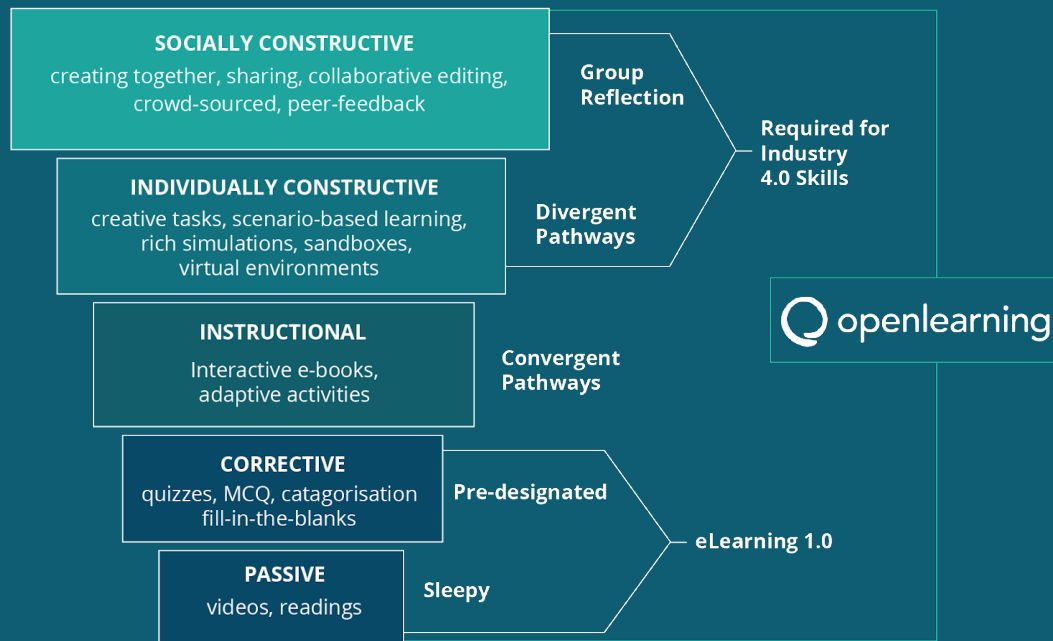 SOCIALLY CONSTRUCTIVE
creating together, sharing, collaborative editing,
crowd-sourced, peer-feedback
Group
Reflection
Required for
Industry
4.0 Skills
INDIVIDUALLY CONSTRUCTIVE
creative tasks, scenario-based learning,
rich simulations, sandboxes,
virtual environments
Divergent
Pathways
openlearning
INSTRUCTIONAL
Interactive e-books,
adaptive activities
Convergent
Pathways
CORRECTIVE
quizzes, MCQ, catagorisation
fill-in-the-blanks
Pre-designated
eLearning 1.0
PASSIVE
videos, readings
Sleepy